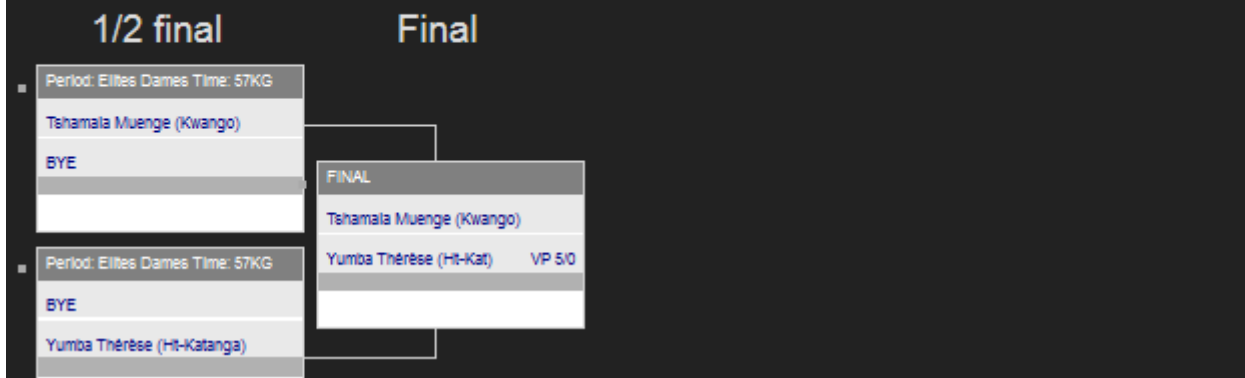 1/2 final
Final
Period: Elites Dames Time: 57KG
Tshamala Muenge (Kwango)
BYE
FINAL
Tshamala Muenge (Kwango)
Yumba Thérèse (Ht-Kat) VP 5/0
Period: Elites Dames Time: 57KG
BYE
Yumba Thérèse (Ht-Katanga)